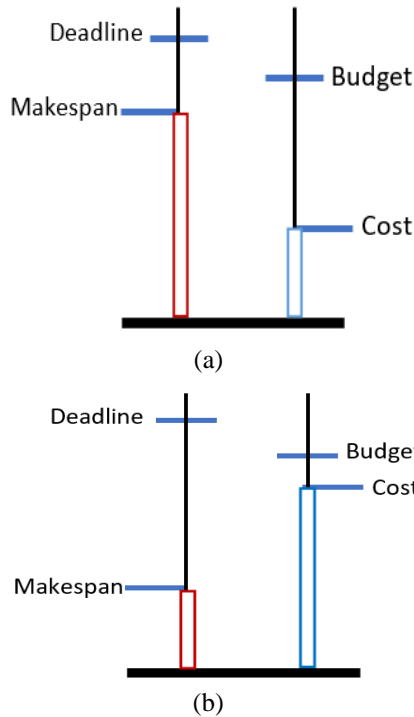 Deadline
Budget
Makespan
Cost
(a)
Deadline
Budget
Cost
Makespan
(b)